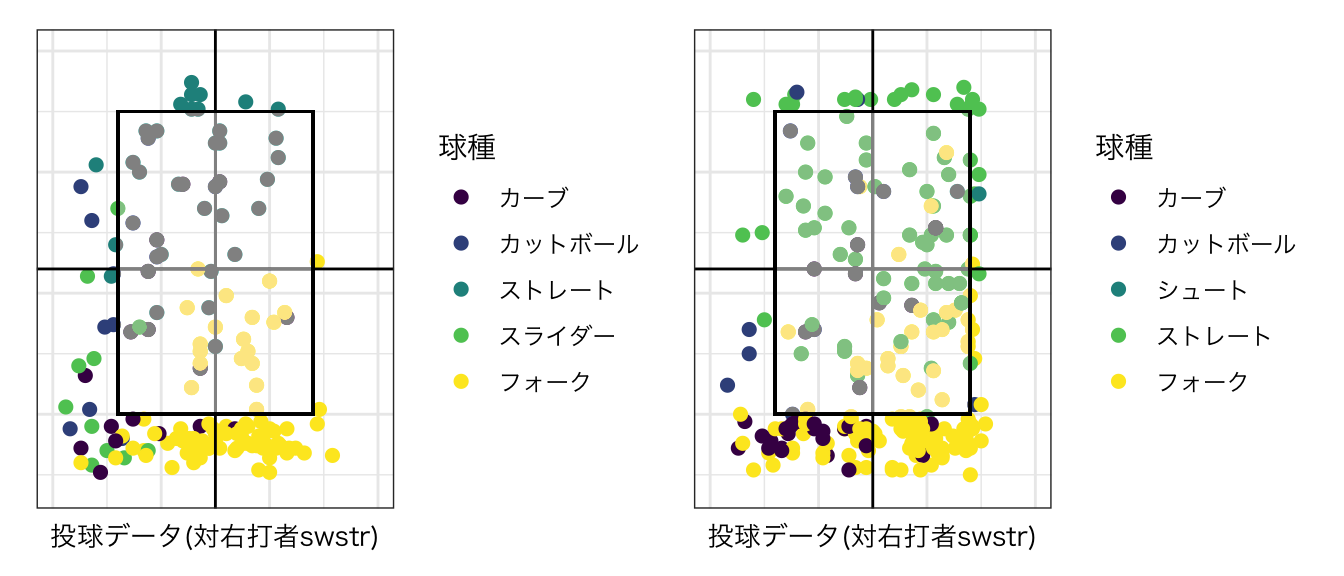 球種
カーブ
カットボール
ストレート
スライダー
フォーク
投球データ(対右打者swstr)
球種
カーブ
カットボール
シュート
ストレート
フォーク
投球データ(対右打者swstr)